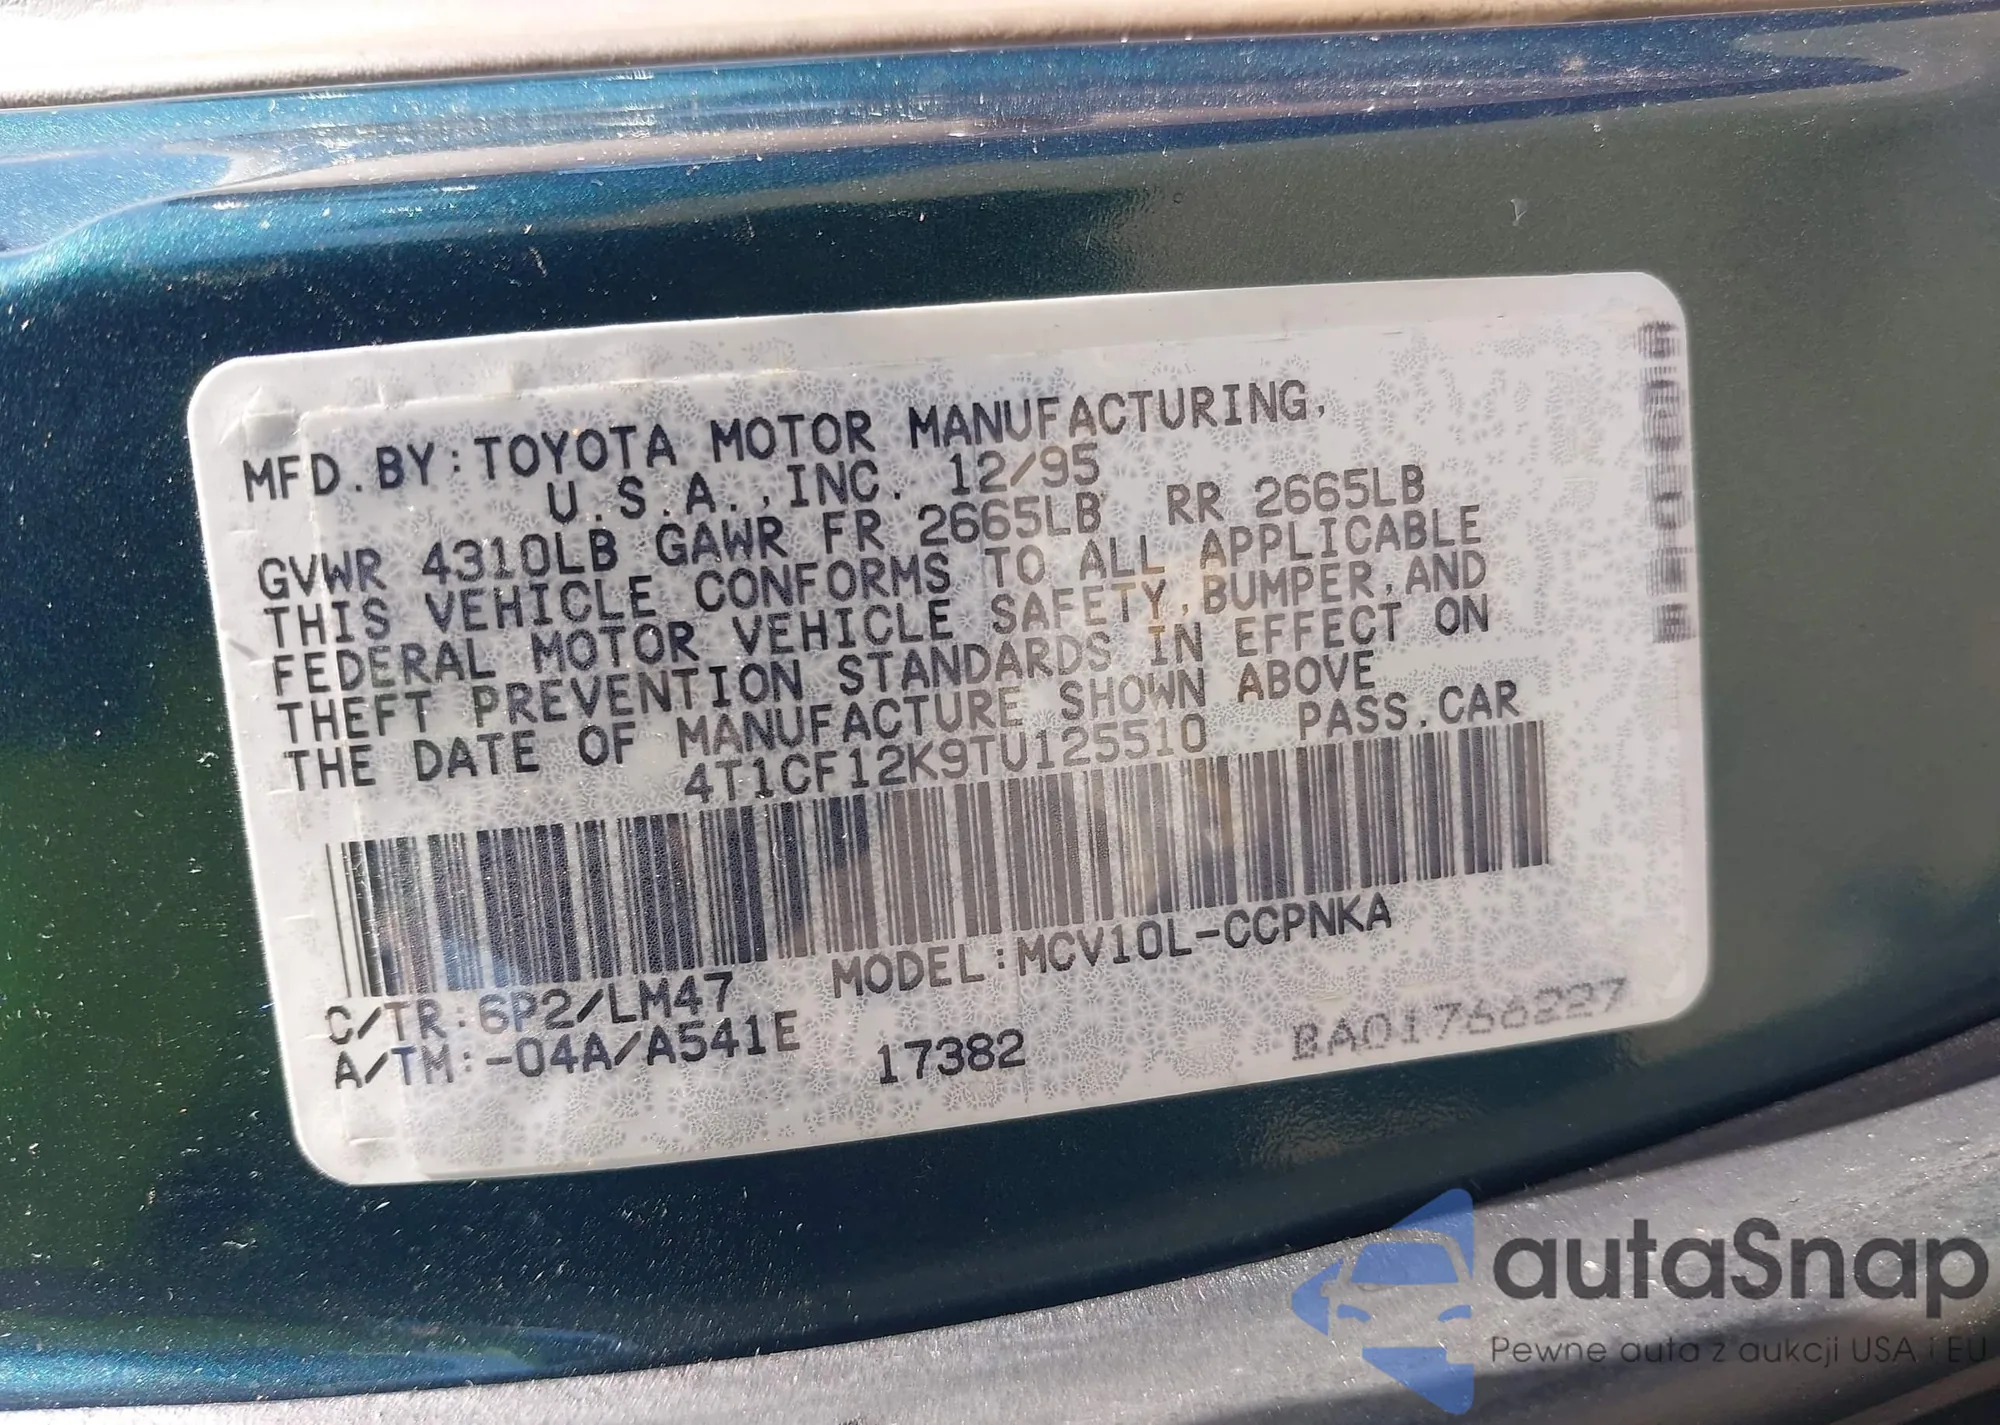 MFD.BY:TOYOTA MOTOR MANUFACTURING,
U.S.A.,INC. 12/95
GVWR 4310LB GAWR FR 2665LB RR 2665LB
THIS VEHICLE CONFORMS TO ALL APPLICABLE
FEDERAL MOTOR VEHICLE SAFETY,BUMPER,AND
THEFT PREVENTION STANDARDS IN EFFECT ON
THE DATE OF MANUFACTURE SHOWN ABOVE
4T1CF12K9TU125510 PASS.CAR
C/TR:6P2/LM47 MODEL:MCV10L-CCPNKA
A/TM:-04A/A541E 17382 BA01766227
autaSnap
Pewne auta z aukcji USA i EU